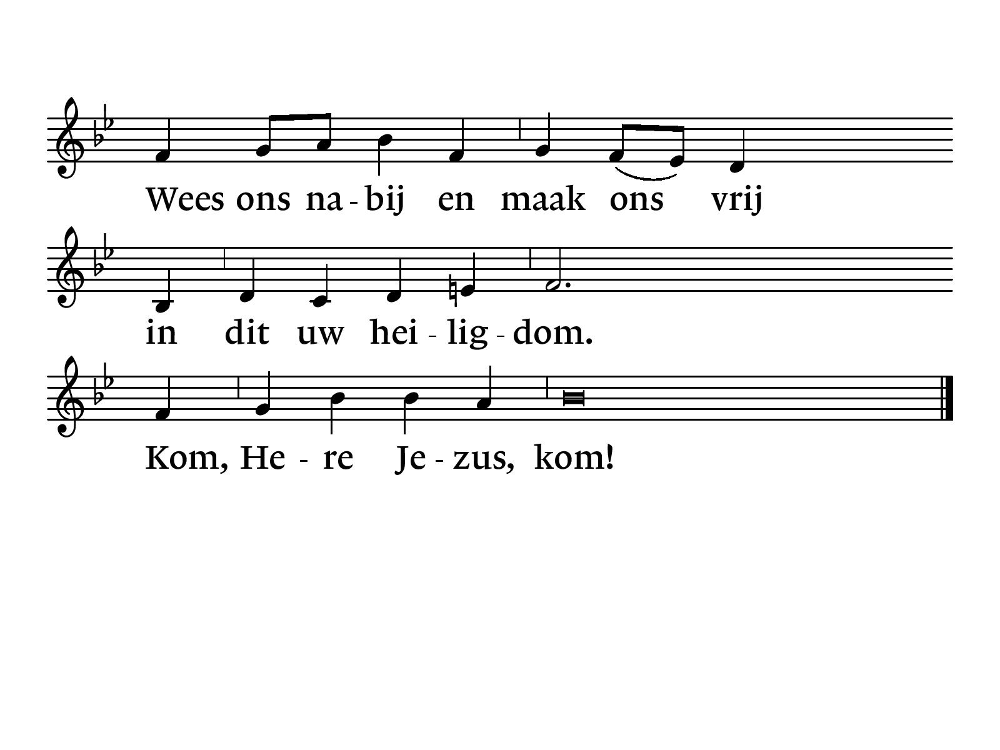 Wees ons na - bij en maak ons vrij
in dit uw hei - lig - dom.
Kom, He - re Je - zus, kom!